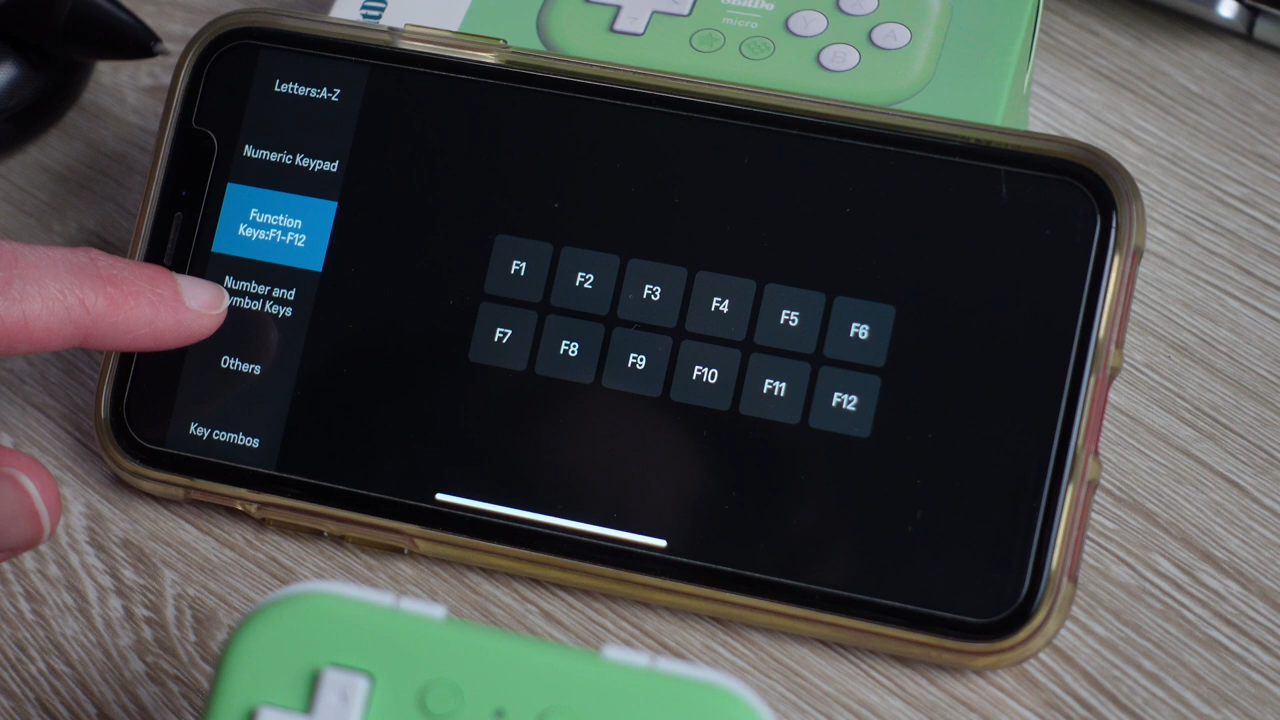 micro
A
B
Letters:A-Z
Numeric Keypad
Function
Keys:F1-F12
Number and
ymbol Keys
Others
Key combos
F1 F2 F3 F4 F5 F6
F7 F8 F9 F10 F11 F12